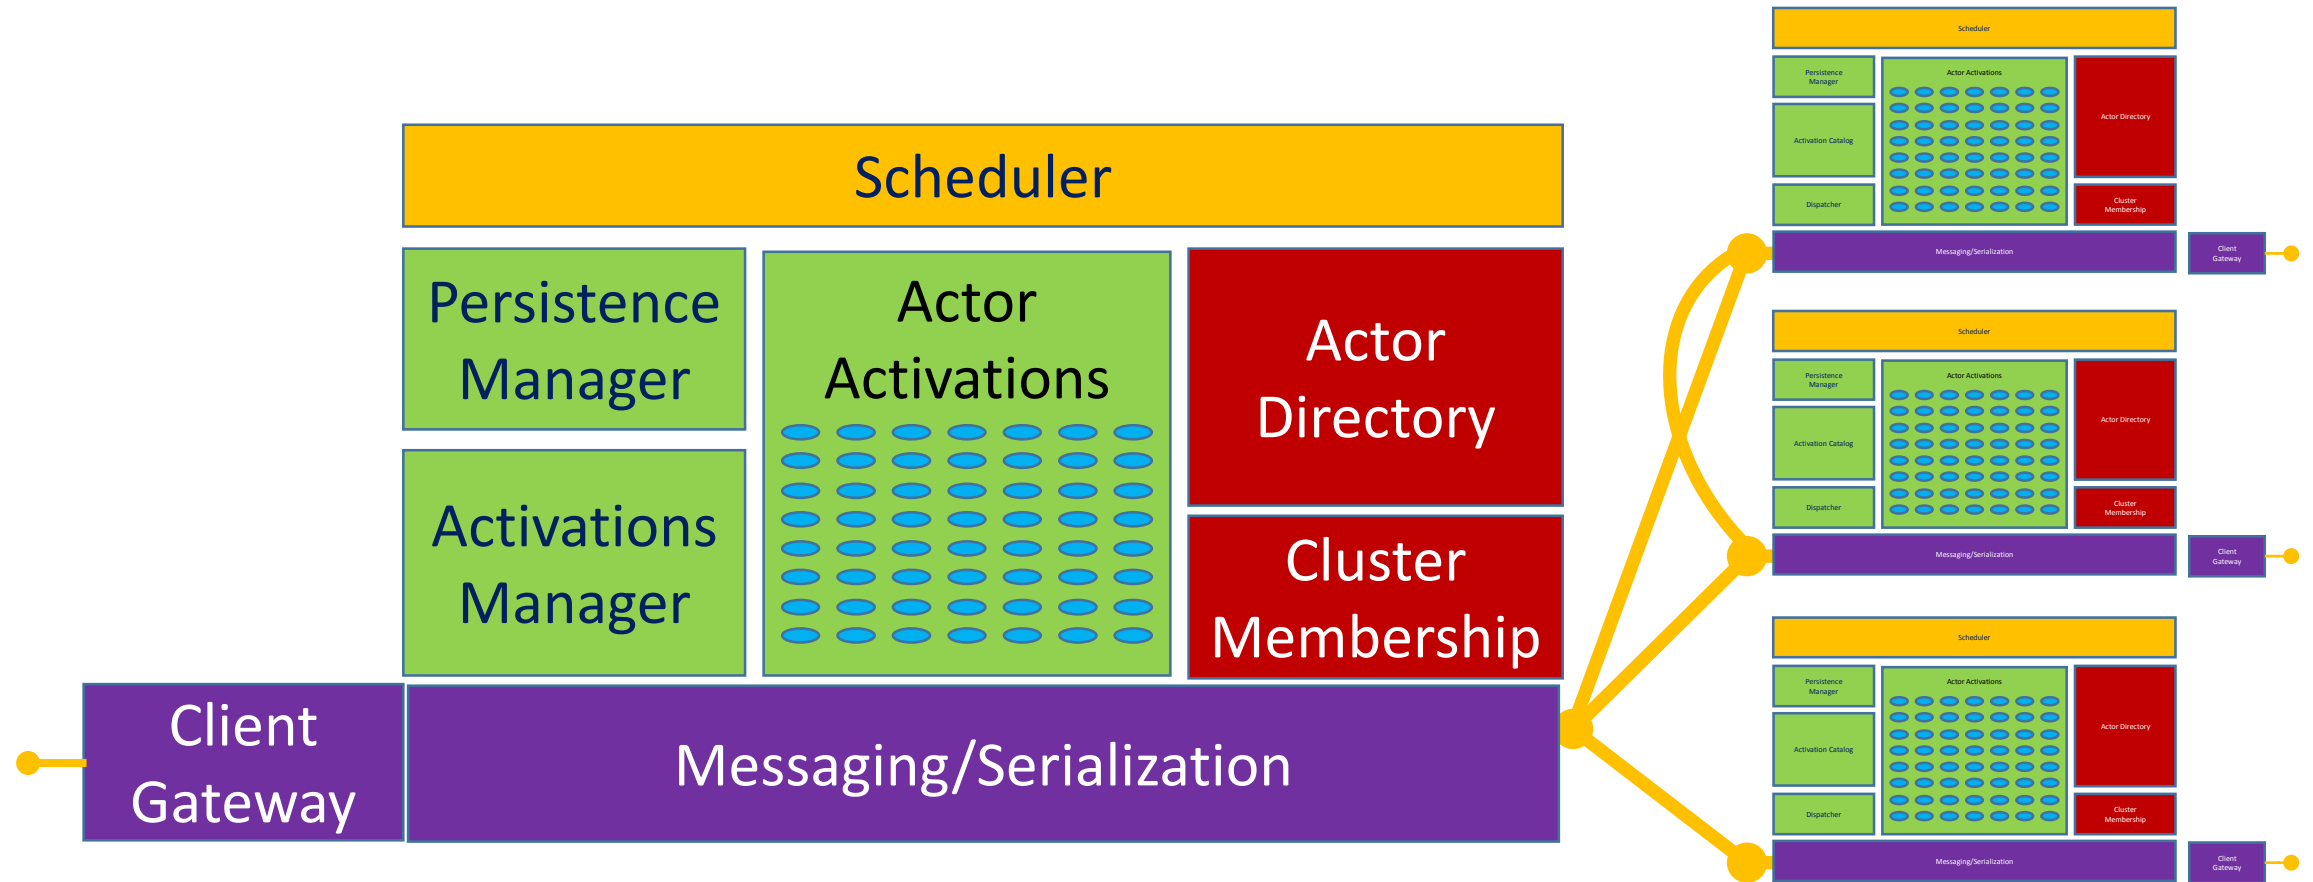 Scheduler
Persistence
Manager
Actor
Activations
Actor
Directory
Activations
Manager
Cluster
Membership
Client
Gateway
Messaging/Serialization
Scheduler
Persistence
Manager
Actor Activations
Actor Directory
Activation Catalog
Dispatcher
Cluster
Membership
Messaging/Serialization
Client
Gateway
Scheduler
Persistence
Manager
Actor Activations
Actor Directory
Activation Catalog
Dispatcher
Cluster
Membership
Messaging/Serialization
Client
Gateway
Scheduler
Persistence
Manager
Actor Activations
Actor Directory
Activation Catalog
Dispatcher
Cluster
Membership
Messaging/Serialization
Client
Gateway